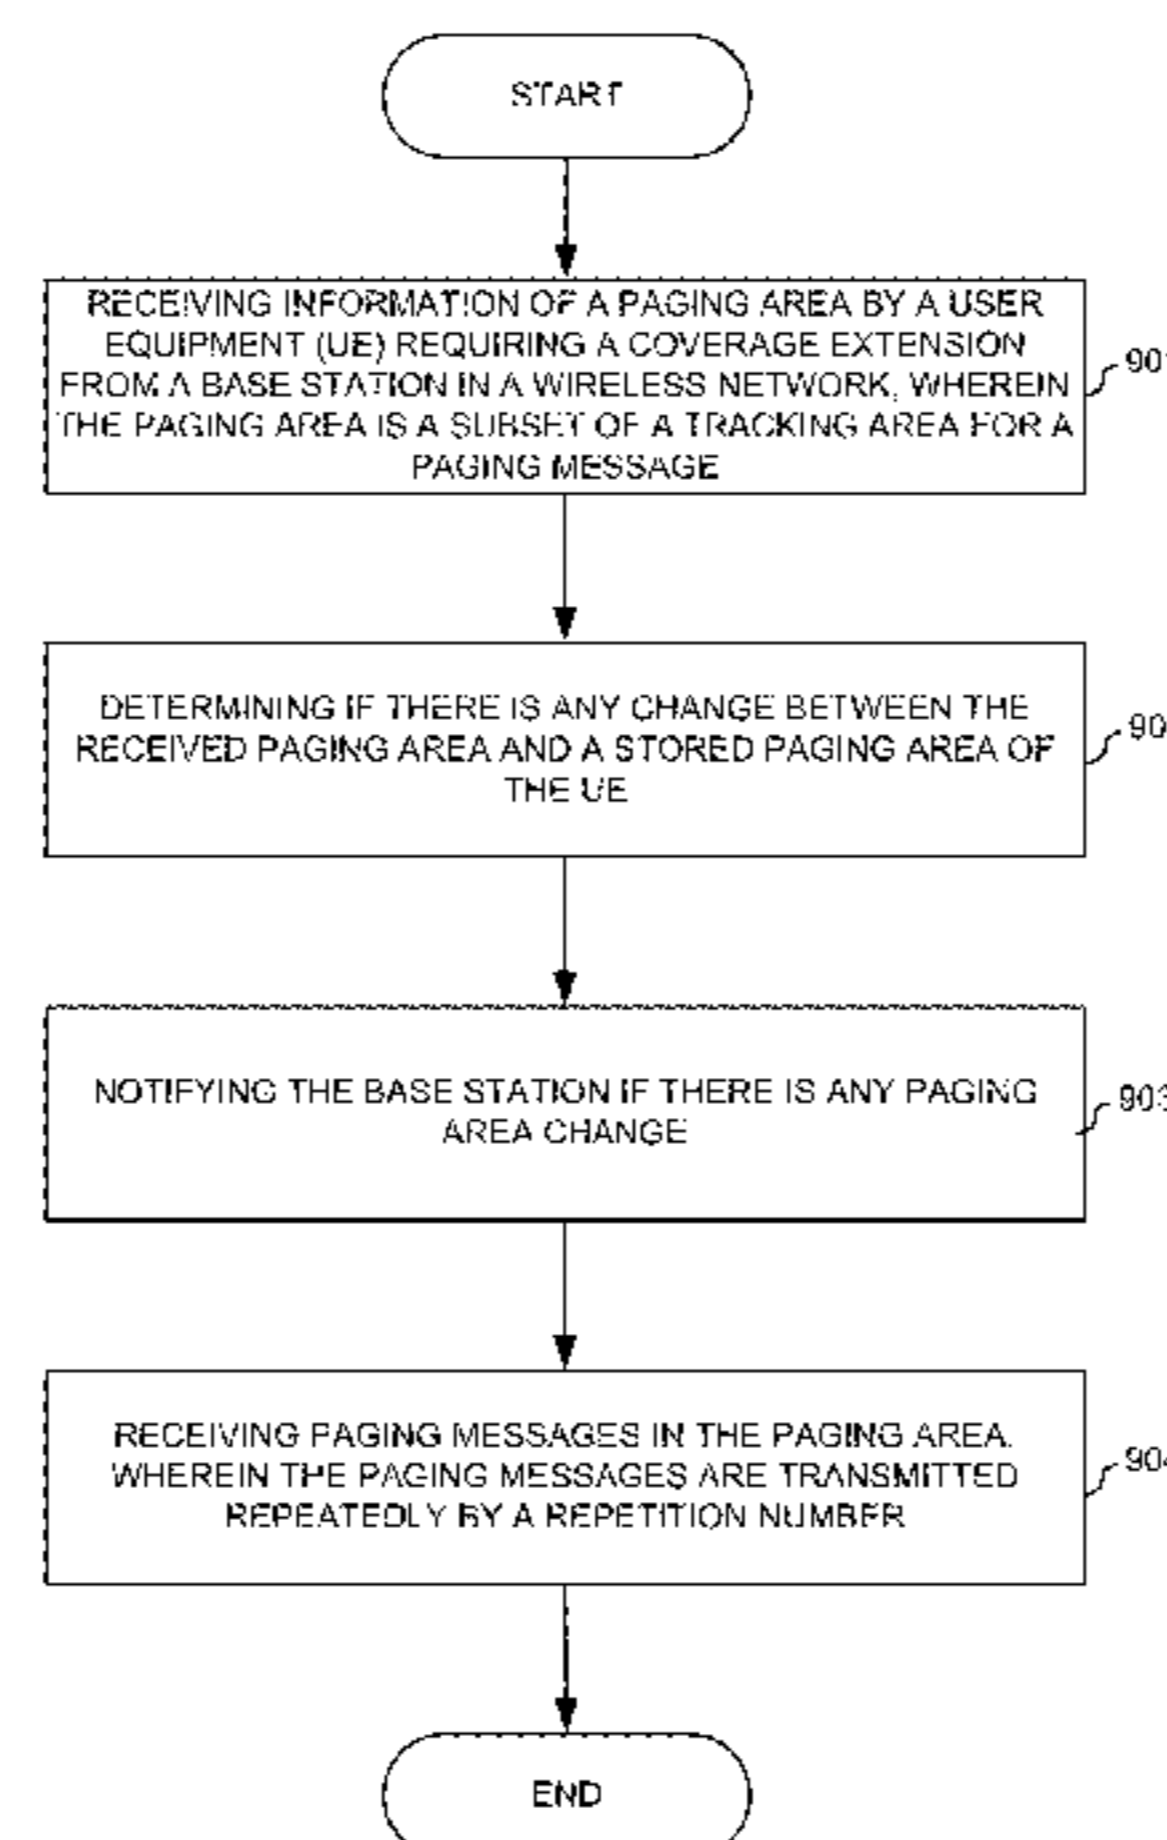 START
RECEIVING INFORMATION OF A PAGING AREA BY A USER
EQUIPMENT (UE) REQUIRING A COVERAGE EXTENSION
FROM A BASE STATION IN A WIRELESS NETWORK, WHEREIN
THE PAGING AREA IS A SUBSET OF A TRACKING AREA FOR A
PAGING MESSAGE
DETERMINING IF THERE IS ANY CHANGE BETWEEN THE
RECEIVED PAGING AREA AND A STORED PAGING AREA OF
THE UE
NOTIFYING THE BASE STATION IF THERE IS ANY PAGING
AREA CHANGE
903
RECEIVING PAGING MESSAGES IN THE PAGING AREA.
WHEREIN THE PAGING MESSAGES ARE TRANSMITTED
REPEATEDLY BY A REPETITION NUMBER
904
END